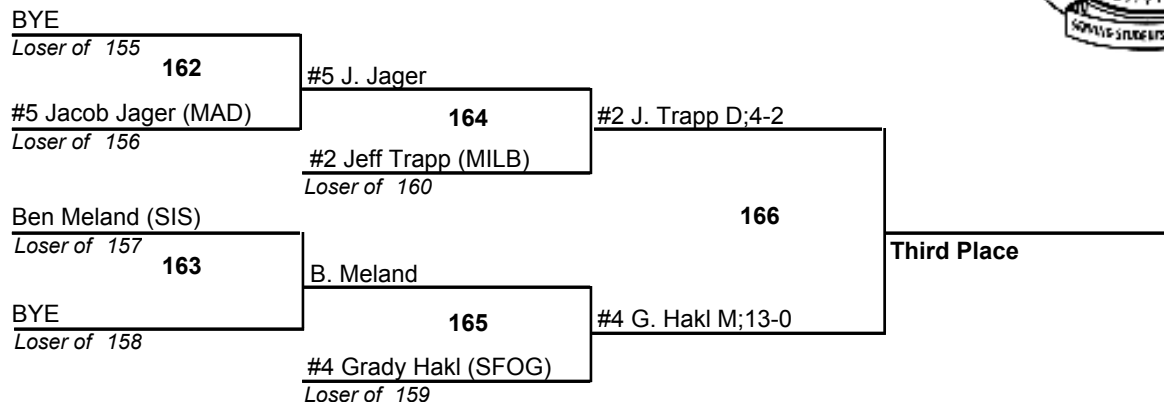 BYE
Loser of 155
162
#5 J. Jager
#5 Jacob Jager (MAD)
Loser of 156
164
#2 J. Trapp D;4-2
#2 Jeff Trapp (MILB)
Loser of 160
Ben Meland (SIS)
Loser of 157
163
166
Third Place
B. Meland
BYE
Loser of 158
165
#4 G. Hakl M;13-0
#4 Grady Hakl (SFOG)
Loser of 159